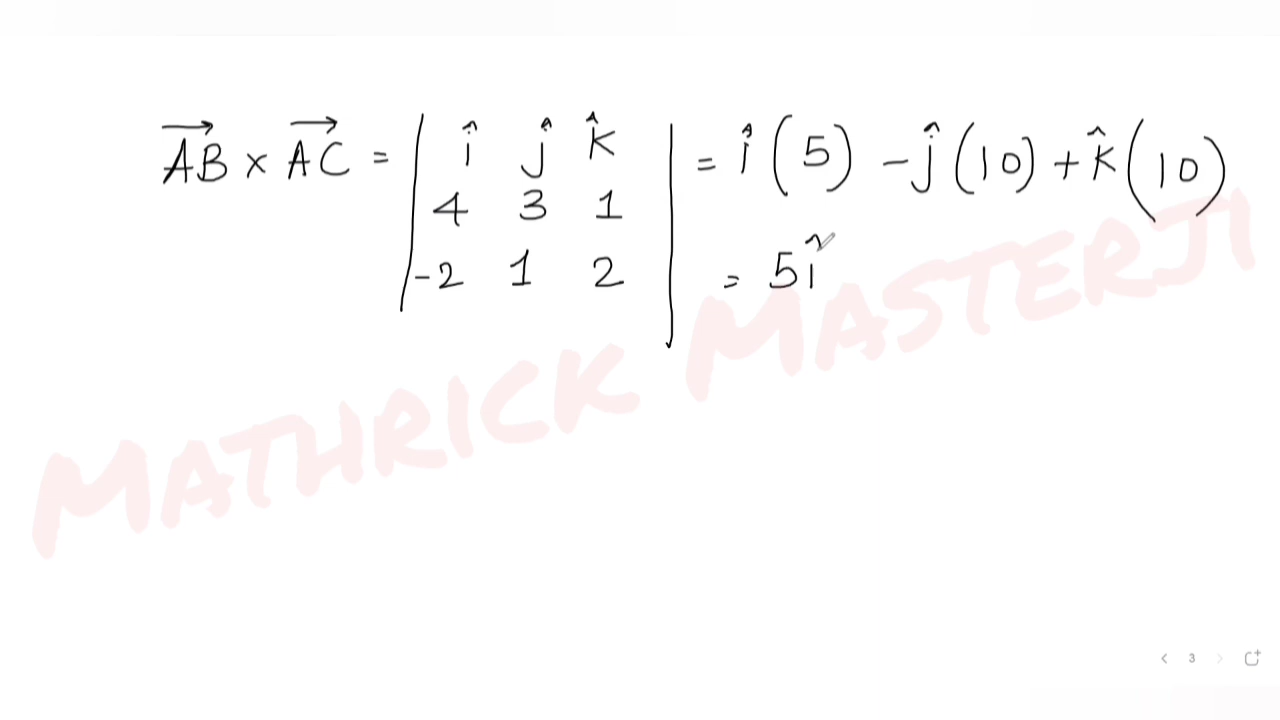 AB × AC = | î ĵ k̂ | = î (5) - ĵ (10) + k̂ (10)
4 3 1
-2 1 2 = 5î
MATHRICK MASTERJI
< 3 >